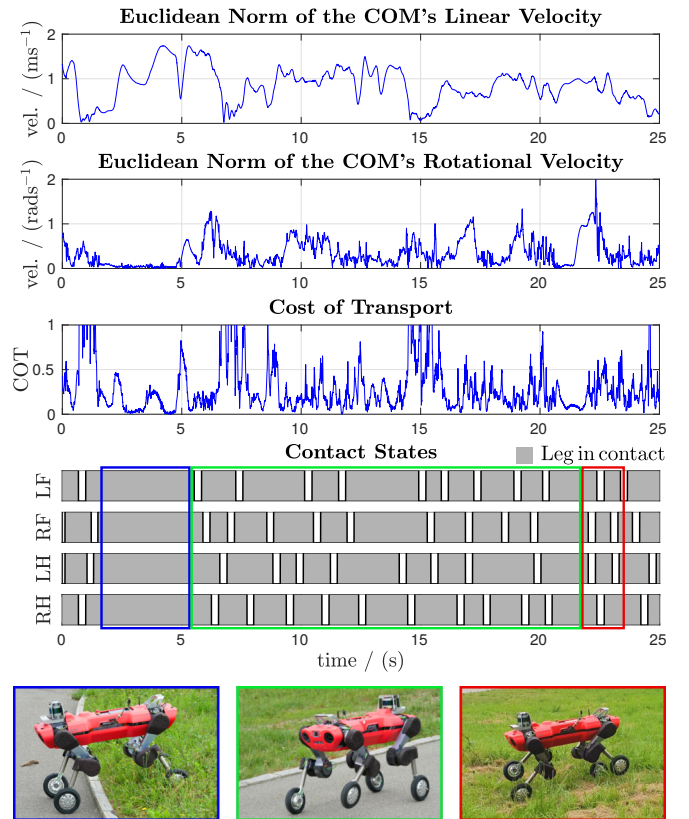 Euclidean Norm of the COM's Linear Velocity
vel. / (ms⁻¹)
2
1
0
0 5 10 15 20 25
Euclidean Norm of the COM's Rotational Velocity
vel. / (rads⁻¹)
2
1
0
0 5 10 15 20 25
Cost of Transport
COT
1
0.5
0
0 5 10 15 20 25
Contact States
Leg in contact
LF
RF
LH
RH
0 5 10 15 20 25
time / (s)